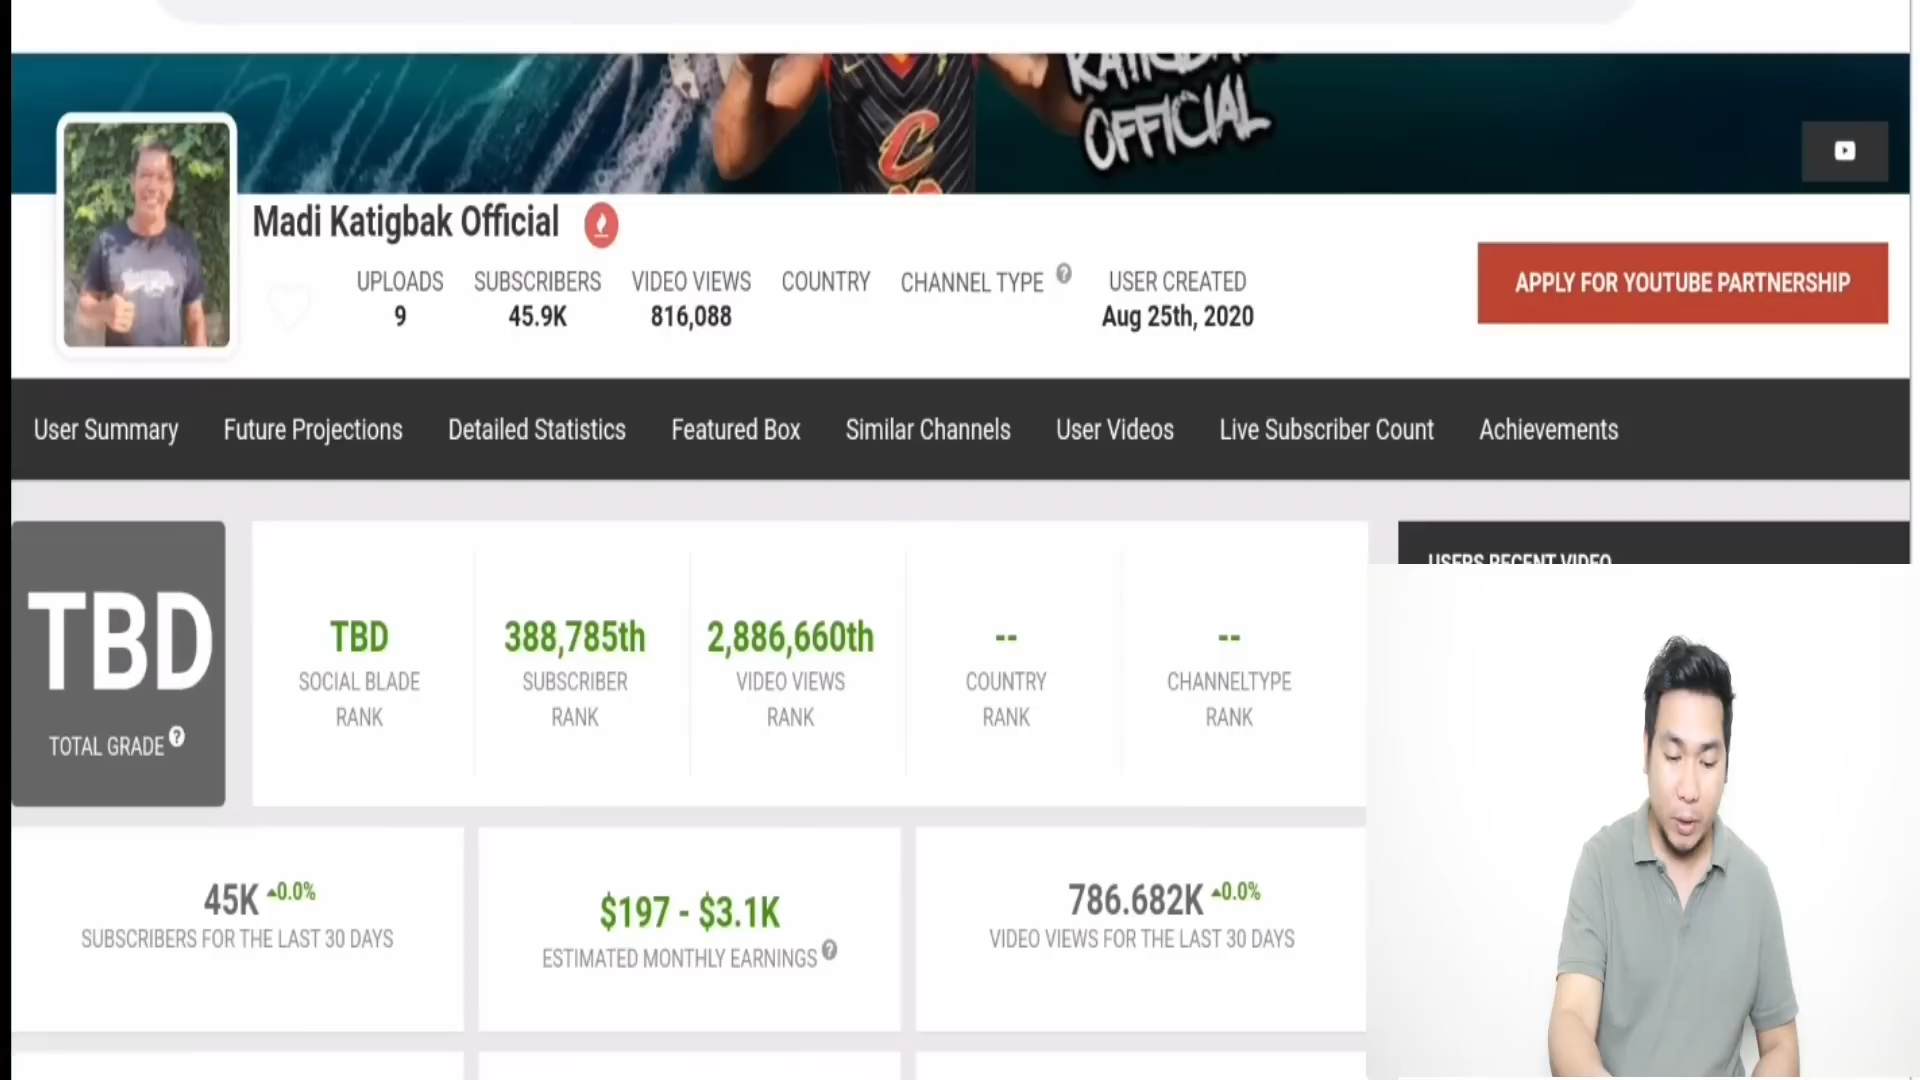 OFFICIAL
C
Madi Katigbak Official
UPLOADS SUBSCRIBERS VIDEO VIEWS COUNTRY CHANNEL TYPE ? USER CREATED
9 45.9K 816,088 Aug 25th, 2020
APPLY FOR YOUTUBE PARTNERSHIP
User Summary Future Projections Detailed Statistics Featured Box Similar Channels User Videos Live Subscriber Count Achievements
USERS RECENT VIDEO
TBD
TOTAL GRADE ?
TBD
SOCIAL BLADE
RANK
388,785th
SUBSCRIBER
RANK
2,886,660th
VIDEO VIEWS
RANK
--
COUNTRY
RANK
--
CHANNELTYPE
RANK
45K 0.0%
SUBSCRIBERS FOR THE LAST 30 DAYS
$197 - $3.1K
ESTIMATED MONTHLY EARNINGS ?
786.682K 0.0%
VIDEO VIEWS FOR THE LAST 30 DAYS